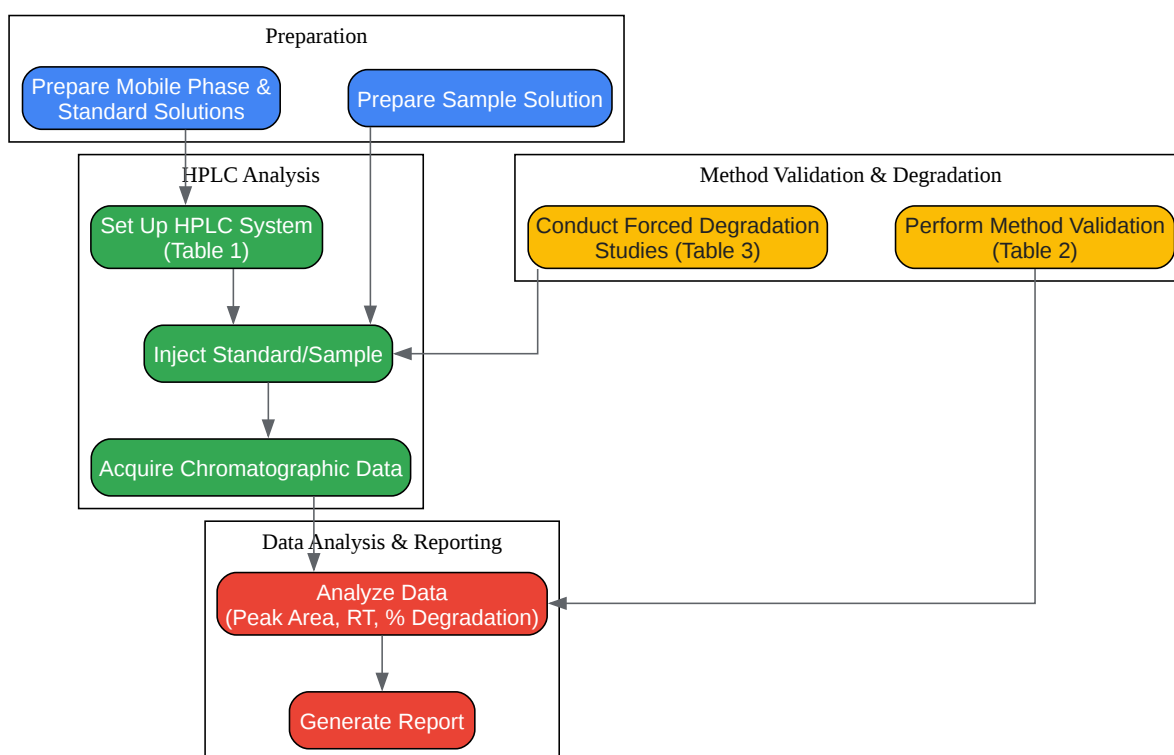 Preparation
Prepare Mobile Phase &
Standard Solutions
Prepare Sample Solution
HPLC Analysis
Set Up HPLC System
(Table 1)
Inject Standard/Sample
Acquire Chromatographic Data
Method Validation & Degradation
Conduct Forced Degradation
Studies (Table 3)
Perform Method Validation
(Table 2)
Data Analysis & Reporting
Analyze Data
(Peak Area, RT, % Degradation)
Generate Report